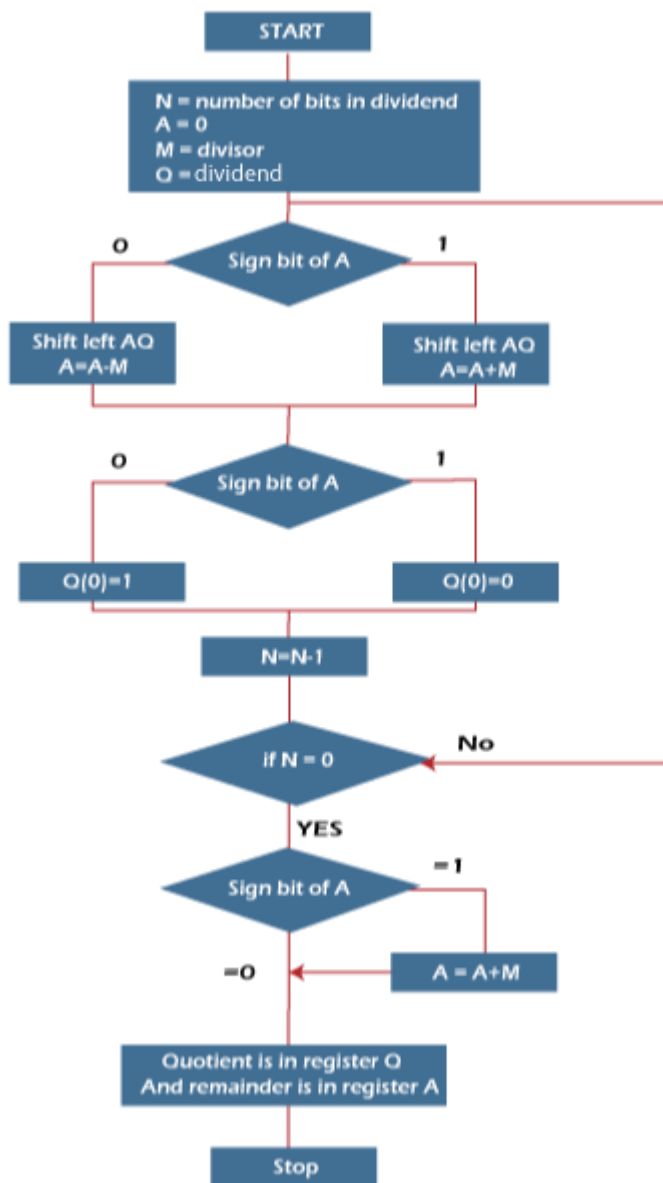 START
N = number of bits in dividend
A = 0
M = divisor
Q = dividend
Sign bit of A
0
1
Shift left AQ
A=A-M
Shift left AQ
A=A+M
Sign bit of A
0
1
Q(0)=1
Q(0)=0
N=N-1
if N = 0
No
YES
Sign bit of A
=1
=0
A = A+M
Quotient is in register Q
And remainder is in register A
Stop